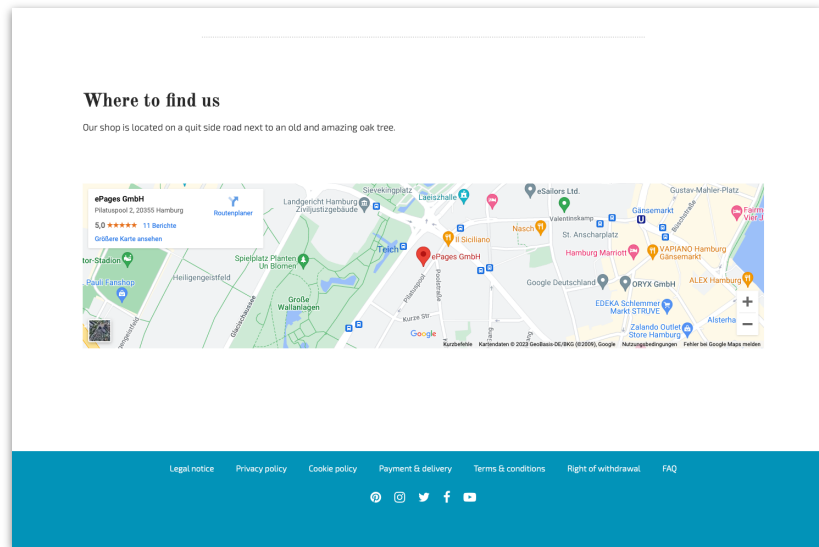 Where to find us
Our shop is located on a quit side road next to an old and amazing oak tree.
ePages GmbH
Pilatuspool 2, 20355 Hamburg
Routenplaner
5,0 ★★★★★ 11 Berichte
Größere Karte ansehen
Sievekingplatz
Landgericht Hamburg
Ziviljustizgebäude
Laeiszhalle
eSailors Ltd.
Gustav-Mahler-Platz
Valentinskamp
Gänsemarkt
Büschstraße
Nasch
St. Anscharplatz
Il Siciliano
Teich
ePages GmbH
Hamburg Marriott
VAPIANO Hamburg
Gänsemarkt
tor-Stadion
Spielplatz Planten
Un Blomen
Pauli Fanshop
Heiligengeistfeld
Glacischaussee
Große
Wallanlagen
Pilatuspool
Poolstraße
Google Deutschland
ORYX GmbH
ALEX Hamburg
EDEKA Schlemmer
Markt STRUVE
Kurze Str
Zalando Outlet
Store Hamburg
Alsterha
Google
Kurzbefehle
Kartendaten © 2023 GeoBasis-DE/BKG (©2009), Google
Nutzungsbedingungen
Fehler bei Google Maps melden
Legal notice Privacy policy Cookie policy Payment & delivery Terms & conditions Right of withdrawal FAQ